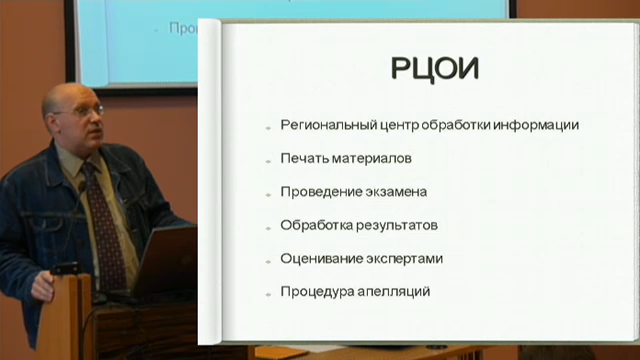 РЦОИ
Региональный центр обработки информации
Печать материалов
Проведение экзамена
Обработка результатов
Оценивание экспертами
Процедура апелляций